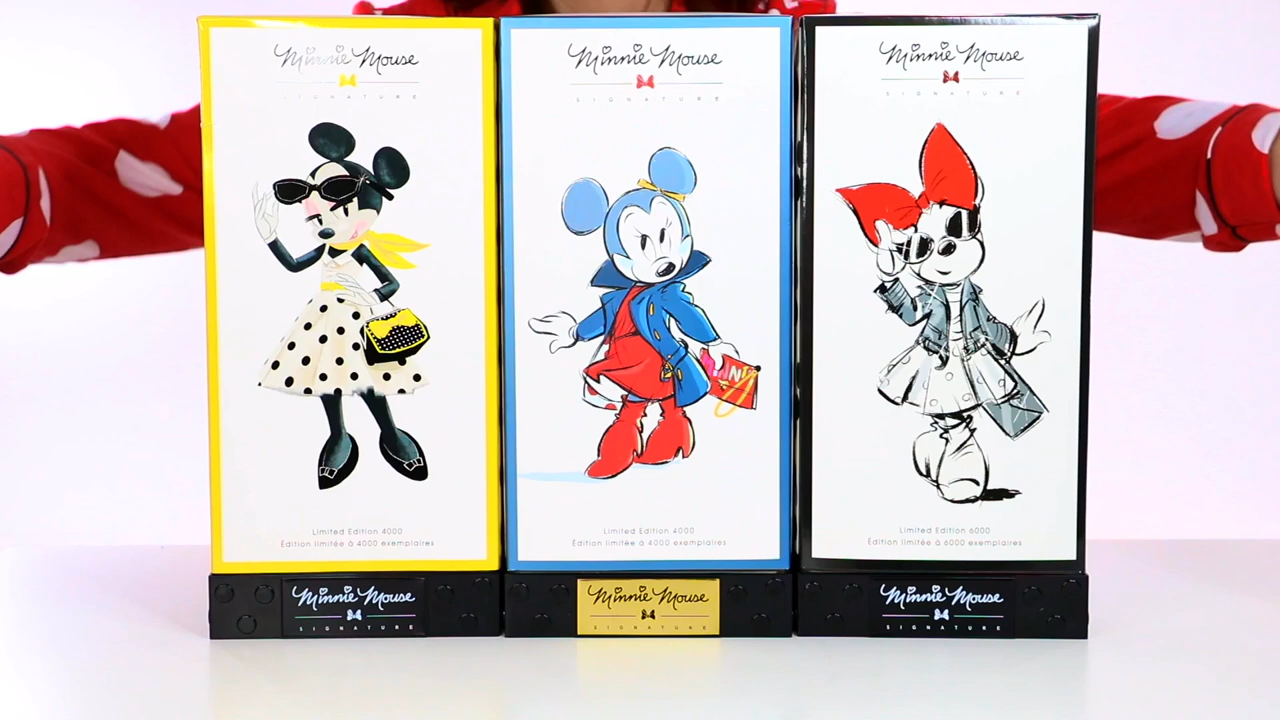 Minnie Mouse
SIGNATURE
Limited Edition 4000
Édition limitée à 4000 exemplaires
Minnie Mouse
SIGNATURE
Minnie Mouse
SIGNATURE
Limited Edition 4000
Édition limitée à 4000 exemplaires
Minnie Mouse
SIGNATURE
Minnie Mouse
SIGNATURE
Limited Edition 6000
Édition limitée à 6000 exemplaires
Minnie Mouse
SIGNATURE